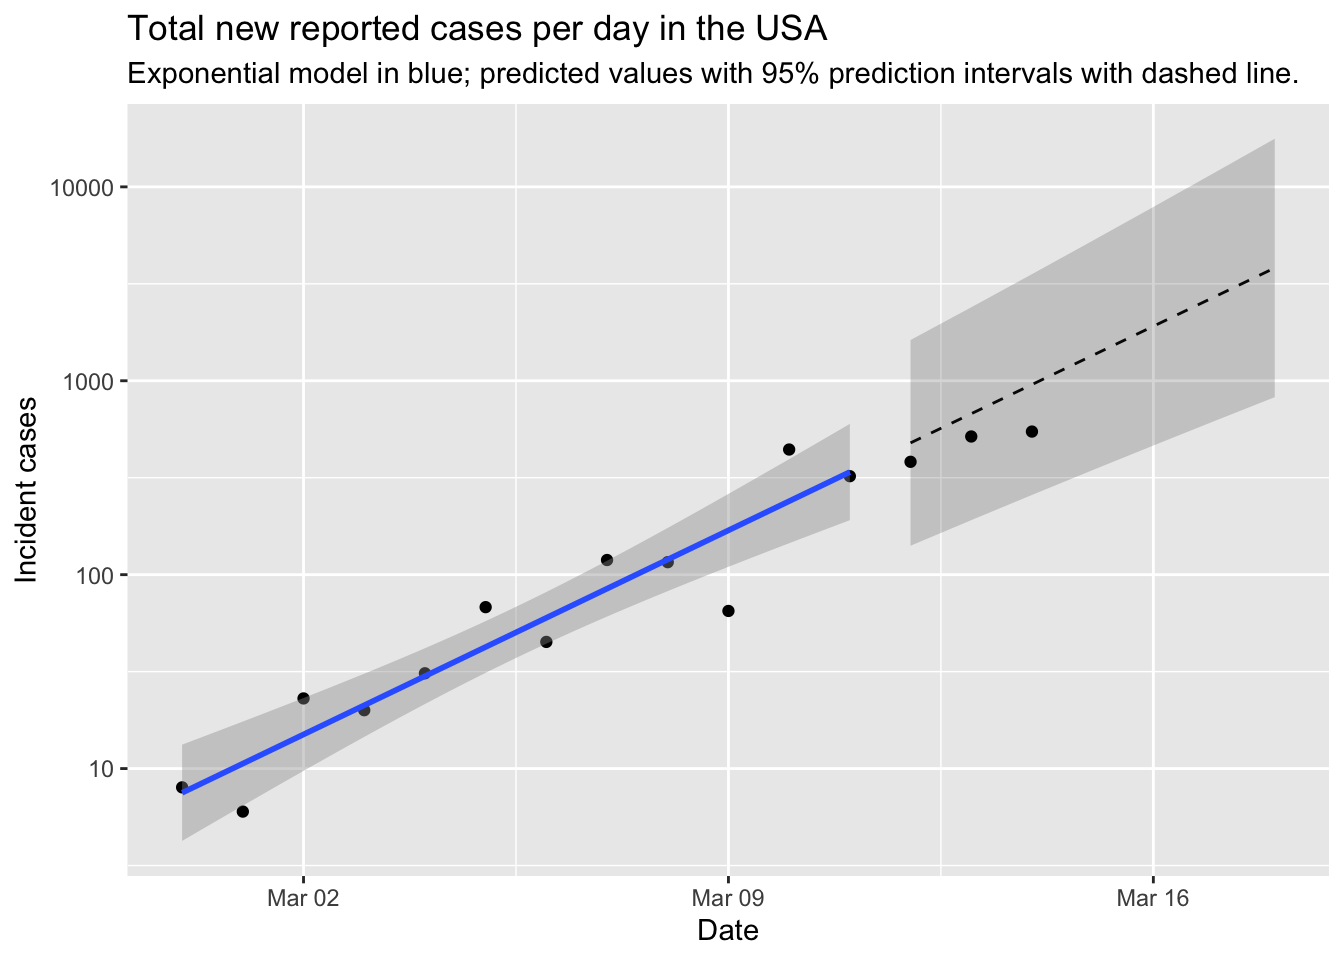 Total new reported cases per day in the USA
Exponential model in blue; predicted values with 95% prediction intervals with dashed line.
10000
1000
100
10
Incident cases
Mar 02
Mar 09
Mar 16
Date